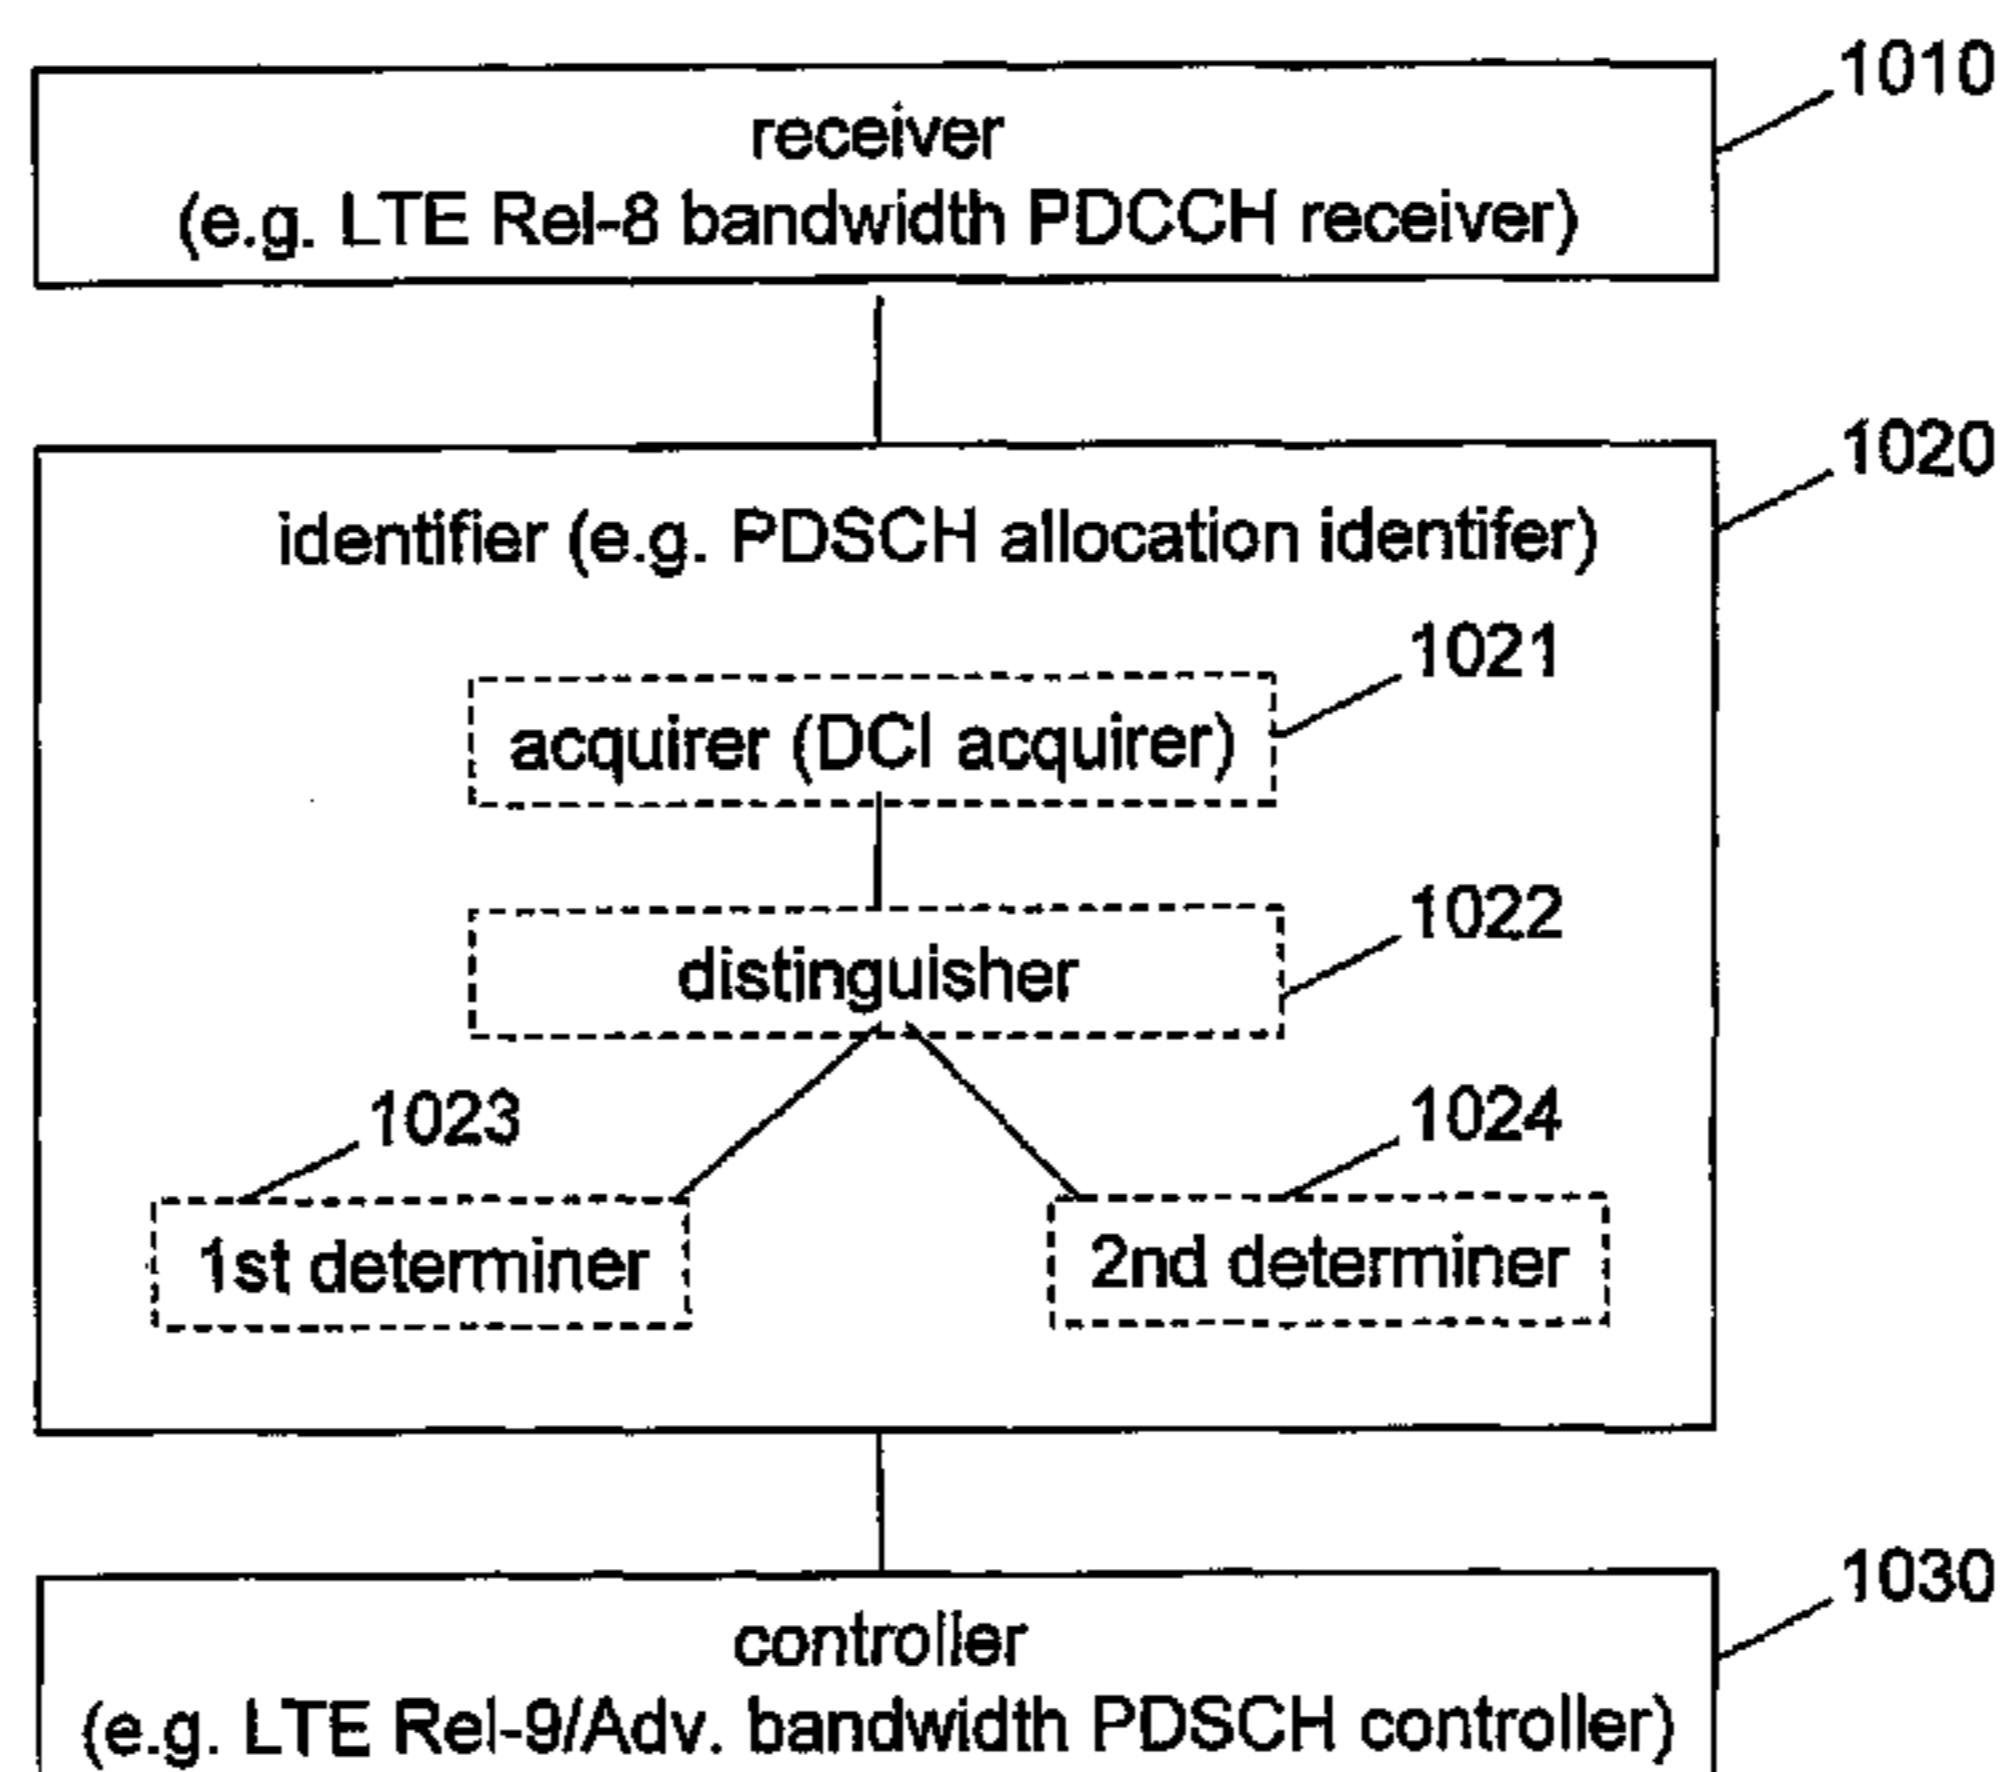 1010
receiver
(e.g. LTE Rel-8 bandwidth PDCCH receiver)
1020
identifier (e.g. PDSCH allocation identifer)
1021
acquirer (DCI acquirer)
1022
distinguisher
1023
1024
1st determiner
2nd determiner
1030
controller
(e.g. LTE Rel-9/Adv. bandwidth PDSCH controller)